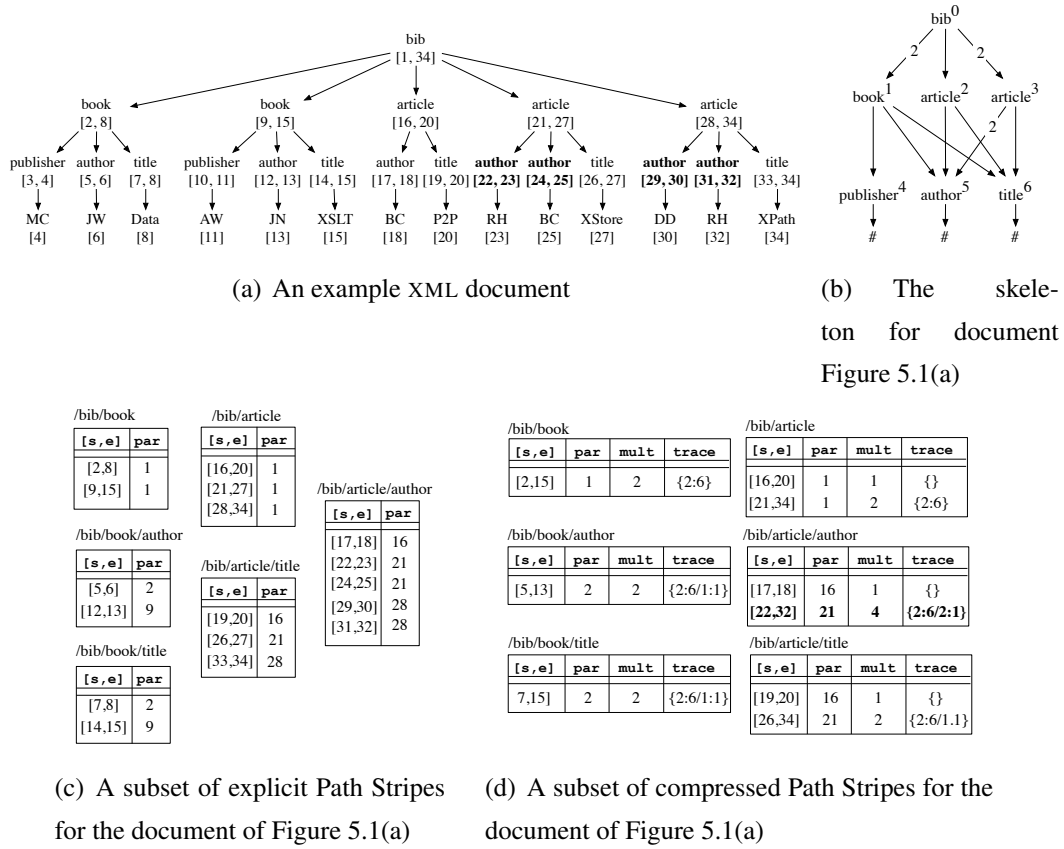 bib
[1, 34]
book book article article article
[2, 8] [9, 15] [16, 20] [21, 27] [28, 34]
publisher author title publisher author title author title author author title author author title
[3, 4] [5, 6] [7, 8] [10, 11] [12, 13] [14, 15] [17, 18] [19, 20] [22, 23] [24, 25] [26, 27] [29, 30] [31, 32] [33, 34]
MC JW Data AW JN XSLT BC P2P RH BC XStore DD RH XPath
[4] [6] [8] [11] [13] [15] [18] [20] [23] [25] [27] [30] [32] [34]
(a) An example XML document
bib0
2 2
book1 article2 article3
2
publisher4 author5 title6
# # #
(b) The skele-
ton for document
Figure 5.1(a)
/bib/book
[s,e] par
[2,8] 1
[9,15] 1
/bib/book/author
[s,e] par
[5,6] 2
[12,13] 9
/bib/book/title
[s,e] par
[7,8] 2
[14,15] 9
/bib/article
[s,e] par
[16,20] 1
[21,27] 1
[28,34] 1
/bib/article/title
[s,e] par
[19,20] 16
[26,27] 21
[33,34] 28
/bib/article/author
[s,e] par
[17,18] 16
[22,23] 21
[24,25] 21
[29,30] 28
[31,32] 28
(c) A subset of explicit Path Stripes
for the document of Figure 5.1(a)
/bib/book
[s,e] par mult trace
[2,15] 1 2 {2:6}
/bib/book/author
[s,e] par mult trace
[5,13] 2 2 {2:6/1:1}
/bib/book/title
[s,e] par mult trace
7,15] 2 2 {2:6/1:1}
/bib/article
[s,e] par mult trace
[16,20] 1 1 {}
[21,34] 1 2 {2:6}
/bib/article/author
[s,e] par mult trace
[17,18] 16 1 {}
[22,32] 21 4 {2:6/2:1}
/bib/article/title
[s,e] par mult trace
[19,20] 16 1 {}
[26,34] 21 2 {2:6/1.1}
(d) A subset of compressed Path Stripes for the
document of Figure 5.1(a)